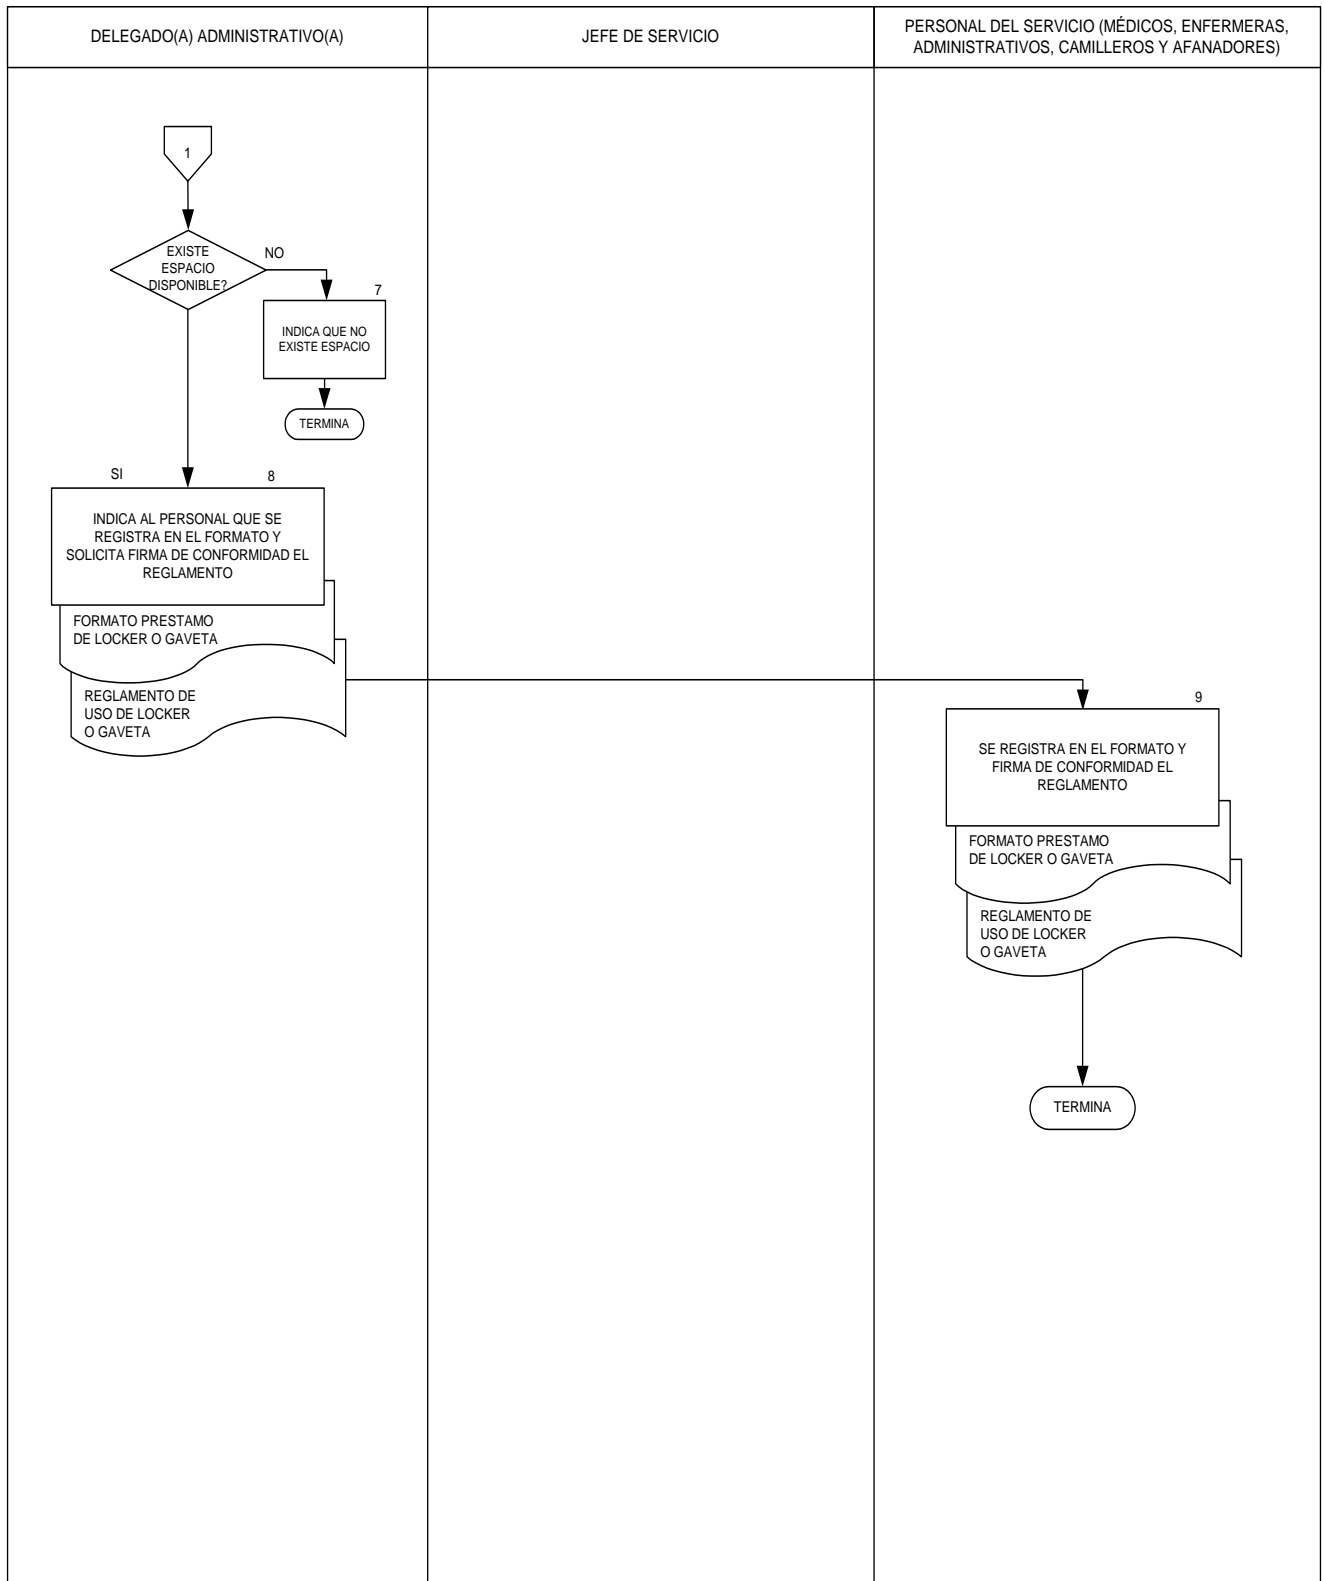 DELEGADO(A) ADMINISTRATIVO(A)
JEFE DE SERVICIO
PERSONAL DEL SERVICIO (MÉDICOS, ENFERMERAS,
ADMINISTRATIVOS, CAMILLEROS Y AFANADORES)
1
EXISTE
ESPACIO
DISPONIBLE?
NO
7
INDICA QUE NO
EXISTE ESPACIO
TERMINA
SI
8
INDICA AL PERSONAL QUE SE
REGISTRA EN EL FORMATO Y
SOLICITA FIRMA DE CONFORMIDAD EL
REGLAMENTO
FORMATO PRESTAMO
DE LOCKER O GAVETA
REGLAMENTO DE
USO DE LOCKER
O GAVETA
9
SE REGISTRA EN EL FORMATO Y
FIRMA DE CONFORMIDAD EL
REGLAMENTO
FORMATO PRESTAMO
DE LOCKER O GAVETA
REGLAMENTO DE
USO DE LOCKER
O GAVETA
TERMINA